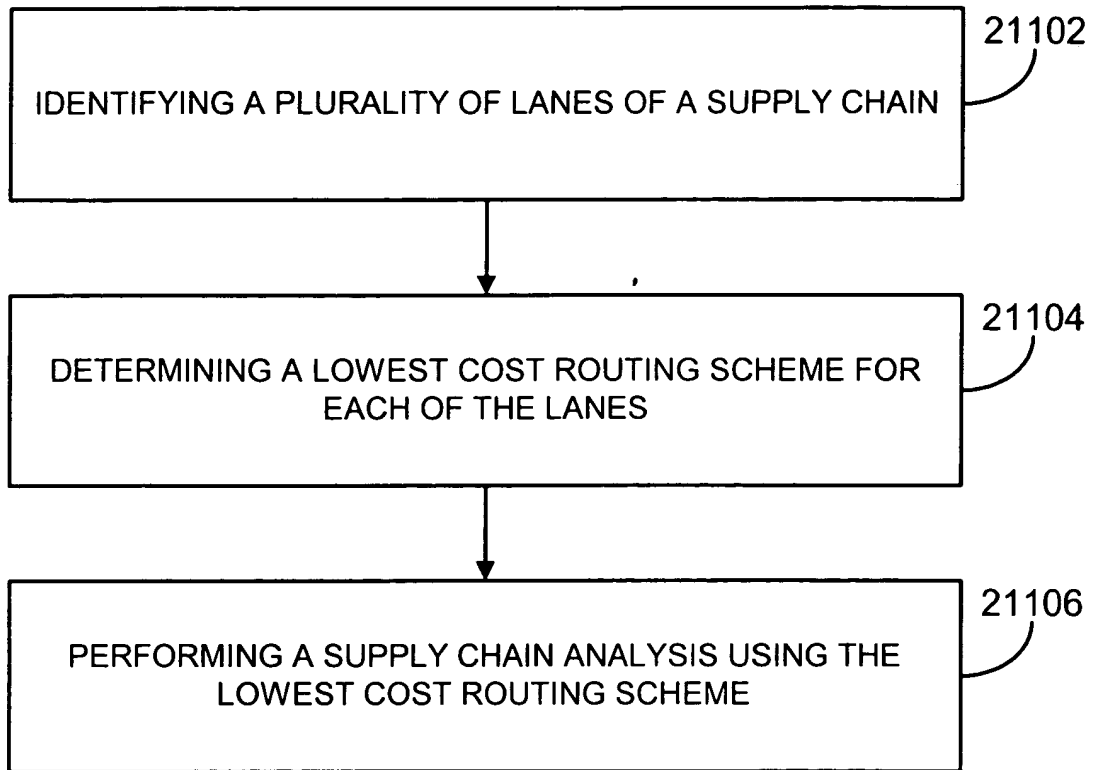 21102
IDENTIFYING A PLURALITY OF LANES OF A SUPPLY CHAIN
21104
DETERMINING A LOWEST COST ROUTING SCHEME FOR
EACH OF THE LANES
21106
PERFORMING A SUPPLY CHAIN ANALYSIS USING THE
LOWEST COST ROUTING SCHEME